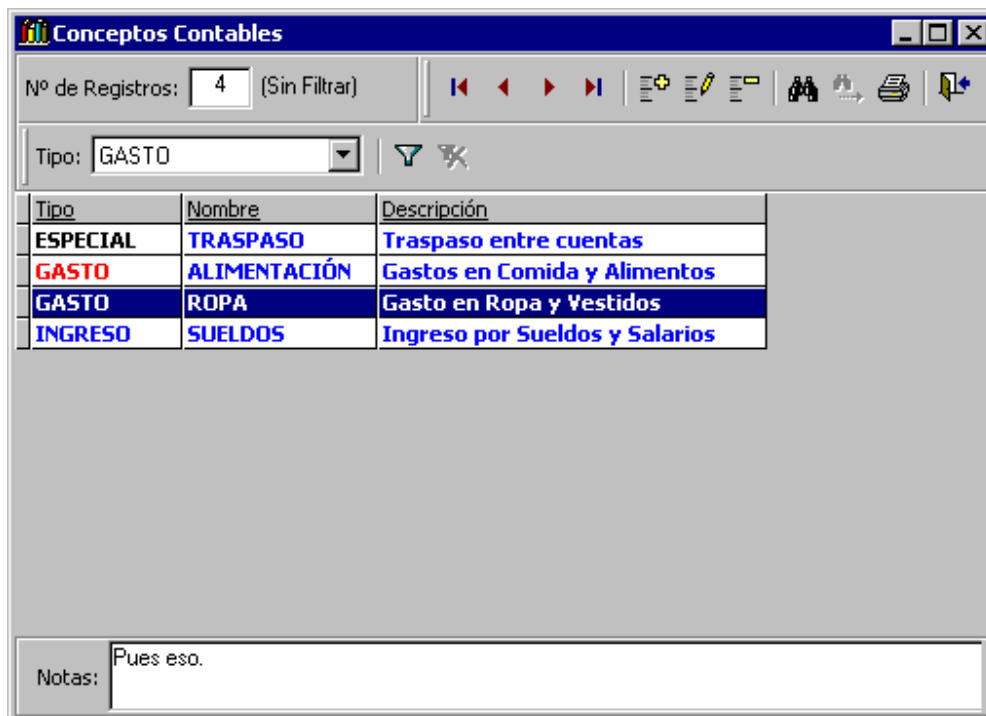 Conceptos Contables
Nº de Registros: 4 (Sin Filtrar)
Tipo: GASTO
Tipo Nombre Descripción
ESPECIAL TRASPASO Traspaso entre cuentas
GASTO ALIMENTACIÓN Gastos en Comida y Alimentos
GASTO ROPA Gasto en Ropa y Vestidos
INGRESO SUELDOS Ingreso por Sueldos y Salarios
Notas: Pues eso.